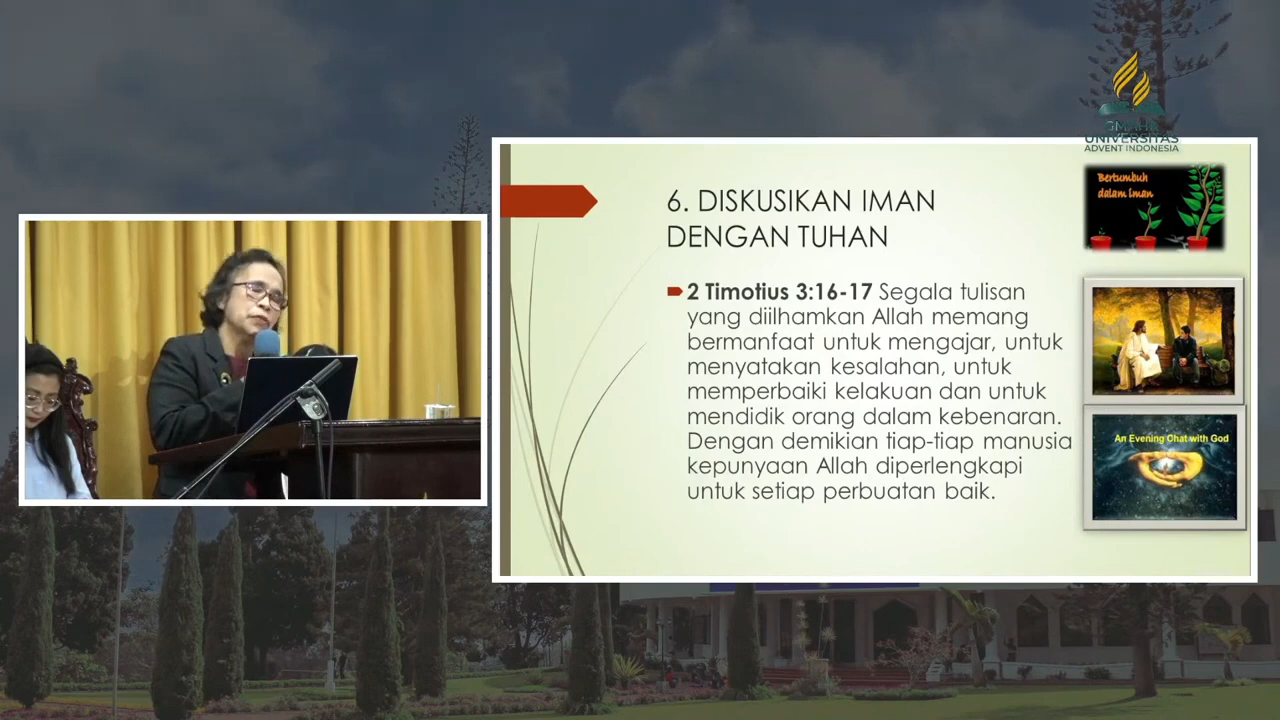 GMAHK
UNIVERSITAS
ADVENT INDONESIA
6. DISKUSIKAN IMAN
DENGAN TUHAN
2 Timotius 3:16-17 Segala tulisan
yang diilhamkan Allah memang
bermanfaat untuk mengajar, untuk
menyatakan kesalahan, untuk
memperbaiki kelakuan dan untuk
mendidik orang dalam kebenaran.
Dengan demikian tiap-tiap manusia
kepunyaan Allah diperlengkapi
untuk setiap perbuatan baik.
Bertumbuh
dalam iman
An Evening Chat with God